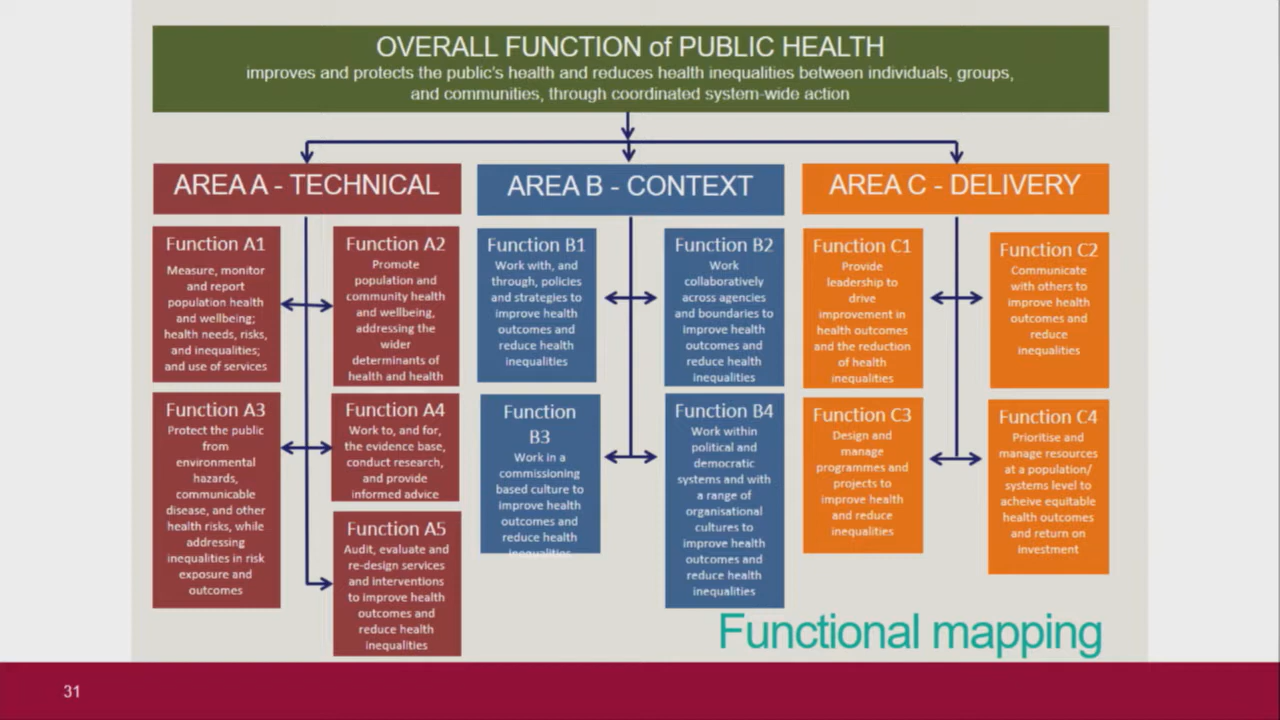 OVERALL FUNCTION of PUBLIC HEALTH
improves and protects the public's health and reduces health inequalities between individuals, groups,
and communities, through coordinated system-wide action
AREA A - TECHNICAL
Function A1
Measure, monitor
and report
population health
and wellbeing;
health needs, risks,
and inequalities;
and use of services
Function A2
Promote
population and
community health
and wellbeing,
addressing the
wider
determinants of
health and health
Function A3
Protect the public
from
environmental
hazards,
communicable
disease, and other
health risks, while
addressing
inequalities in risk
exposure and
outcomes
Function A4
Work to, and for,
the evidence base,
conduct research,
and provide
informed advice
Function A5
Audit, evaluate and
re-design services
and interventions
to improve health
outcomes and
reduce health
inequalities
AREA B - CONTEXT
Function B1
Work with, and
through, policies
and strategies to
improve health
outcomes and
reduce health
inequalities
Function B2
Work
collaboratively
across agencies
and boundaries to
improve health
outcomes and
reduce health
inequalities
Function
B3
Work in a
commissioning
based culture to
improve health
outcomes and
reduce health
inequalities
Function B4
Work within
political and
democratic
systems and with
a range of
organisational
cultures to
improve health
outcomes and
reduce health
inequalities
AREA C - DELIVERY
Function C1
Provide
leadership to
drive
improvement in
health outcomes
and the reduction
of health
inequalities
Function C2
Communicate
with others to
improve health
outcomes and
reduce
inequalities
Function C3
Design and
manage
programmes and
projects to
improve health
and reduce
inequalities
Function C4
Prioritise and
manage resources
at a population/
systems level to
acheive equitable
health outcomes
and return on
investment
Functional mapping
31